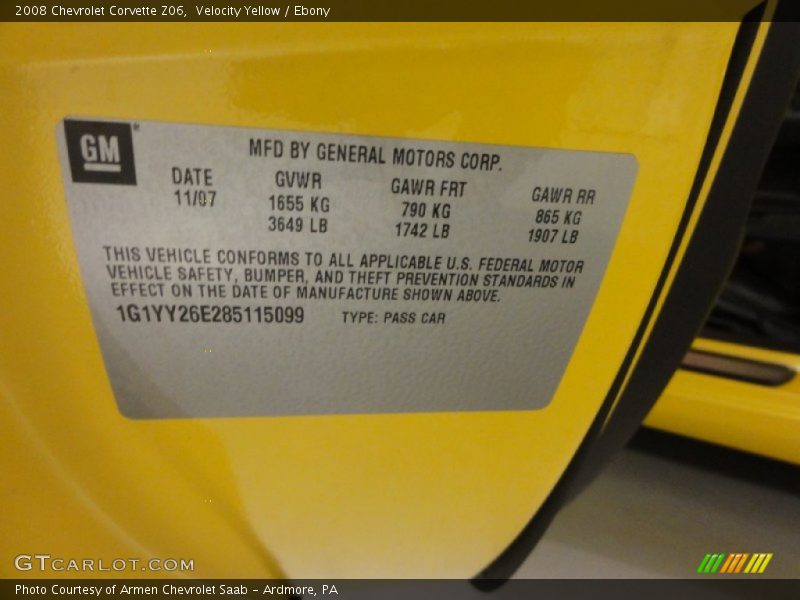 2008 Chevrolet Corvette Z06,  Velocity Yellow / Ebony
GM
MFD BY GENERAL MOTORS CORP.
DATE GVWR GAWR FRT GAWR RR
11/07 1655 KG 790 KG 865 KG
3649 LB 1742 LB 1907 LB
THIS VEHICLE CONFORMS TO ALL APPLICABLE U.S. FEDERAL MOTOR
VEHICLE SAFETY, BUMPER, AND THEFT PREVENTION STANDARDS IN
EFFECT ON THE DATE OF MANUFACTURE SHOWN ABOVE.
1G1YY26E285115099 TYPE: PASS CAR
GTCARLOT.COM
Photo Courtesy of Armen Chevrolet Saab - Ardmore, PA